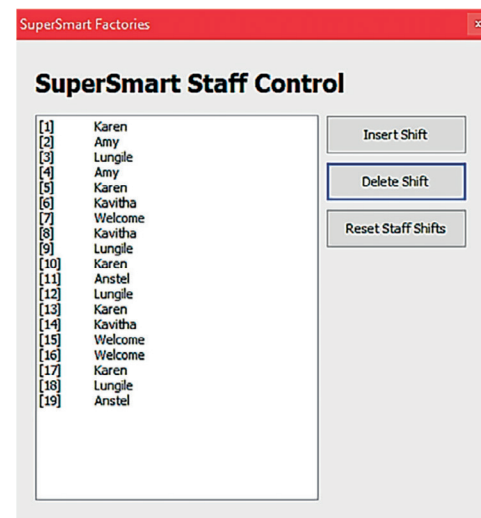 SuperSmart Factories
SuperSmart Staff Control
[1] Karen
[2] Amy
[3] Lungile
[4] Amy
[5] Karen
[6] Kavitha
[7] Welcome
[8] Kavitha
[9] Lungile
[10] Karen
[11] Anstel
[12] Lungile
[13] Karen
[14] Kavitha
[15] Welcome
[16] Welcome
[17] Karen
[18] Lungile
[19] Anstel
Insert Shift
Delete Shift
Reset Staff Shifts